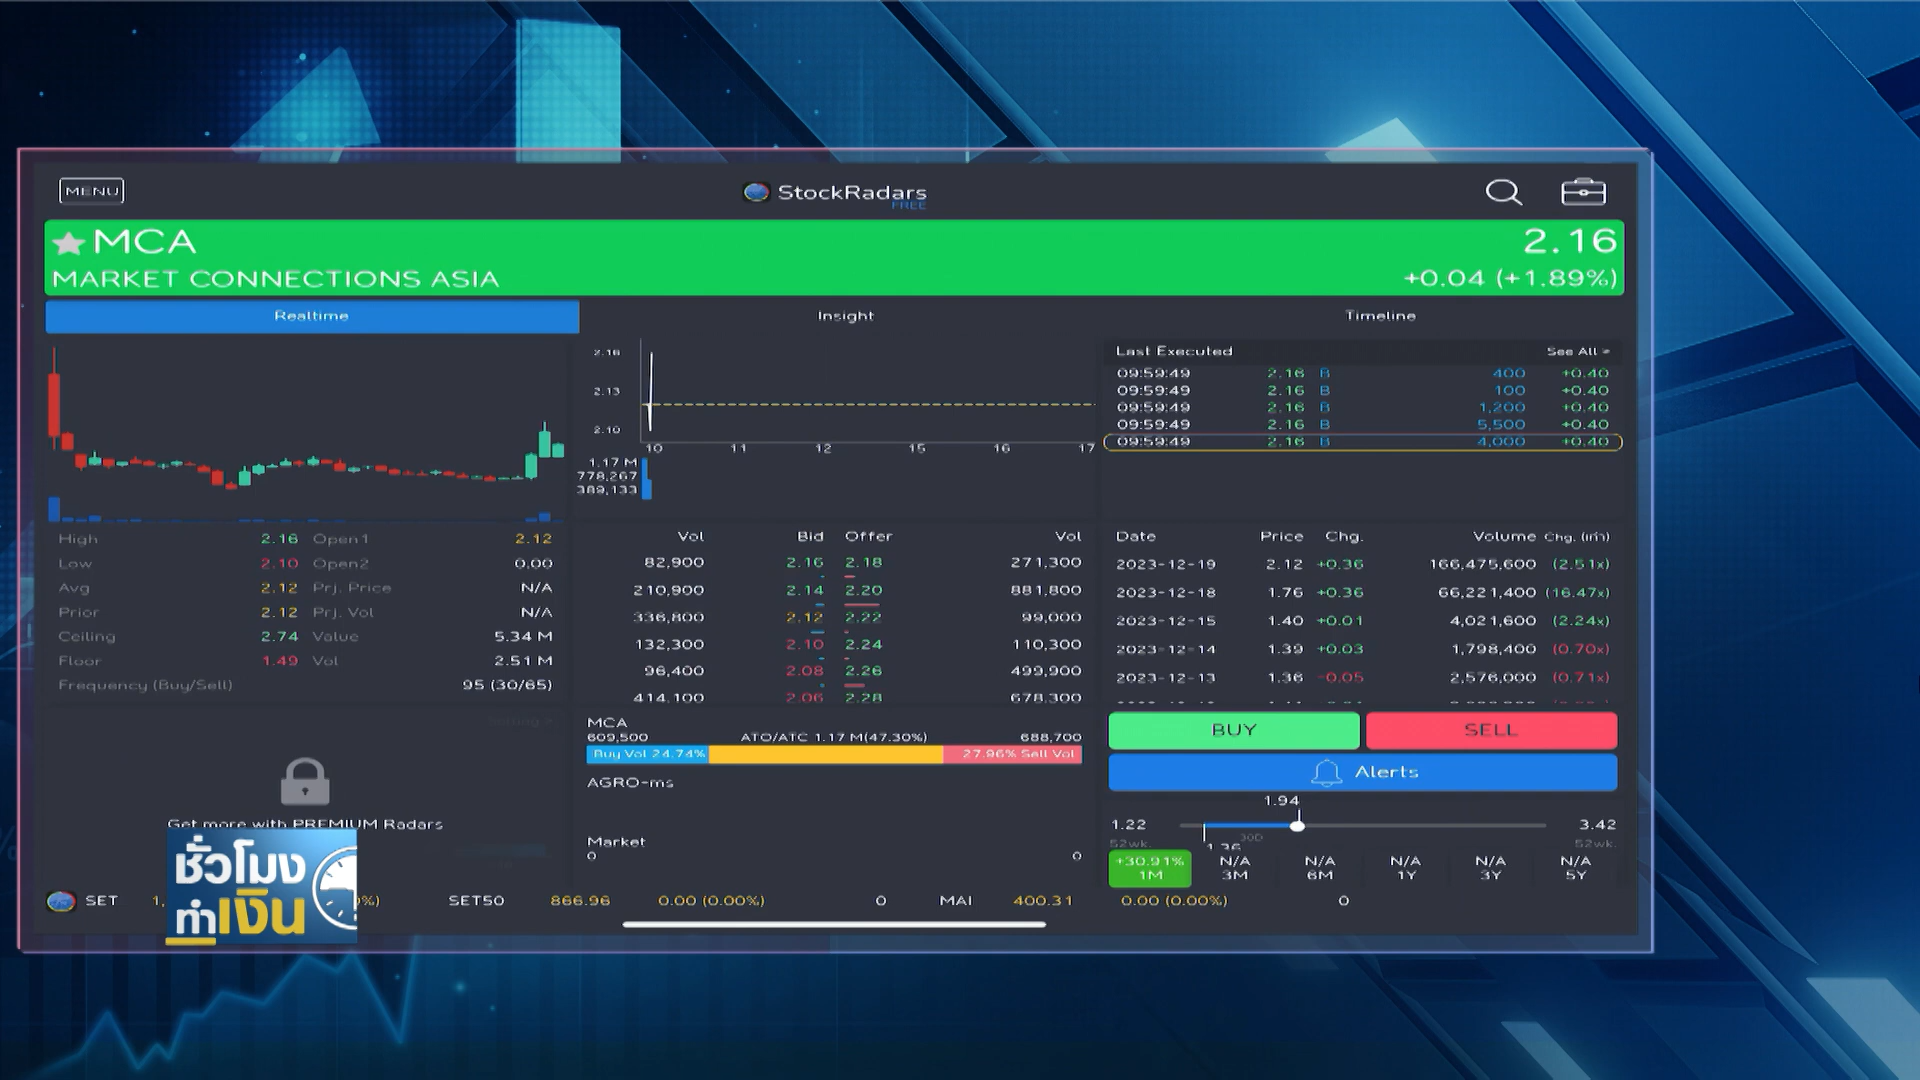 MENU
StockRadars
FREE
MCA
2.16
MARKET CONNECTIONS ASIA
+0.04 (+1.89%)
Realtime
Insight
Timeline
2.16
2.13
2.10
10 11 12 15 16 17
1.17 M
778,267
389,133
Last Executed
See All
09:59:49 2.16 B 400 +0.40
09:59:49 2.16 B 100 +0.40
09:59:49 2.16 B 1,200 +0.40
09:59:49 2.16 B 5,500 +0.40
09:59:49 2.16 B 4,000 +0.40
High 2.16 Open1 2.12
Low 2.10 Open2 0.00
Avg 2.12 Prj. Price N/A
Prior 2.12 Prj. Vol N/A
Ceiling 2.74 Value 5.34 M
Floor 1.49 Vol 2.51 M
Frequency (Buy/Sell) 95 (30/65)
Vol Bid Offer Vol
82,900 2.16 2.18 271,300
210,900 2.14 2.20 881,800
336,800 2.12 2.22 99,000
132,300 2.10 2.24 110,300
96,400 2.08 2.26 499,900
414,100 2.06 2.28 678,300
Date Price Chg. Volume Chg. (เท่า)
2023-12-19 2.12 +0.36 166,475,600 (2.51x)
2023-12-18 1.76 +0.36 66,221,400 (16.47x)
2023-12-15 1.40 +0.01 4,021,600 (2.24x)
2023-12-14 1.39 +0.03 1,798,400 (0.70x)
2023-12-13 1.36 -0.05 2,576,000 (0.71x)
MCA
609,500 ATO/ATC 1.17 M(47.30%) 688,700
Buy Vol 24.74% 27.96% Sell Vol
AGRO-ms
Market
0 0
Get more with PREMIUM Radars
BUY
SELL
Alerts
1.94
1.22 3.42
52wk. 30D 52wk.
1.36
+30.91% N/A N/A N/A N/A N/A
1M 3M 6M 1Y 3Y 5Y
SET
SET50 866.96 0.00 (0.00%) 0
MAI 400.31 0.00 (0.00%) 0
ชั่วโมง
ทำเงิน